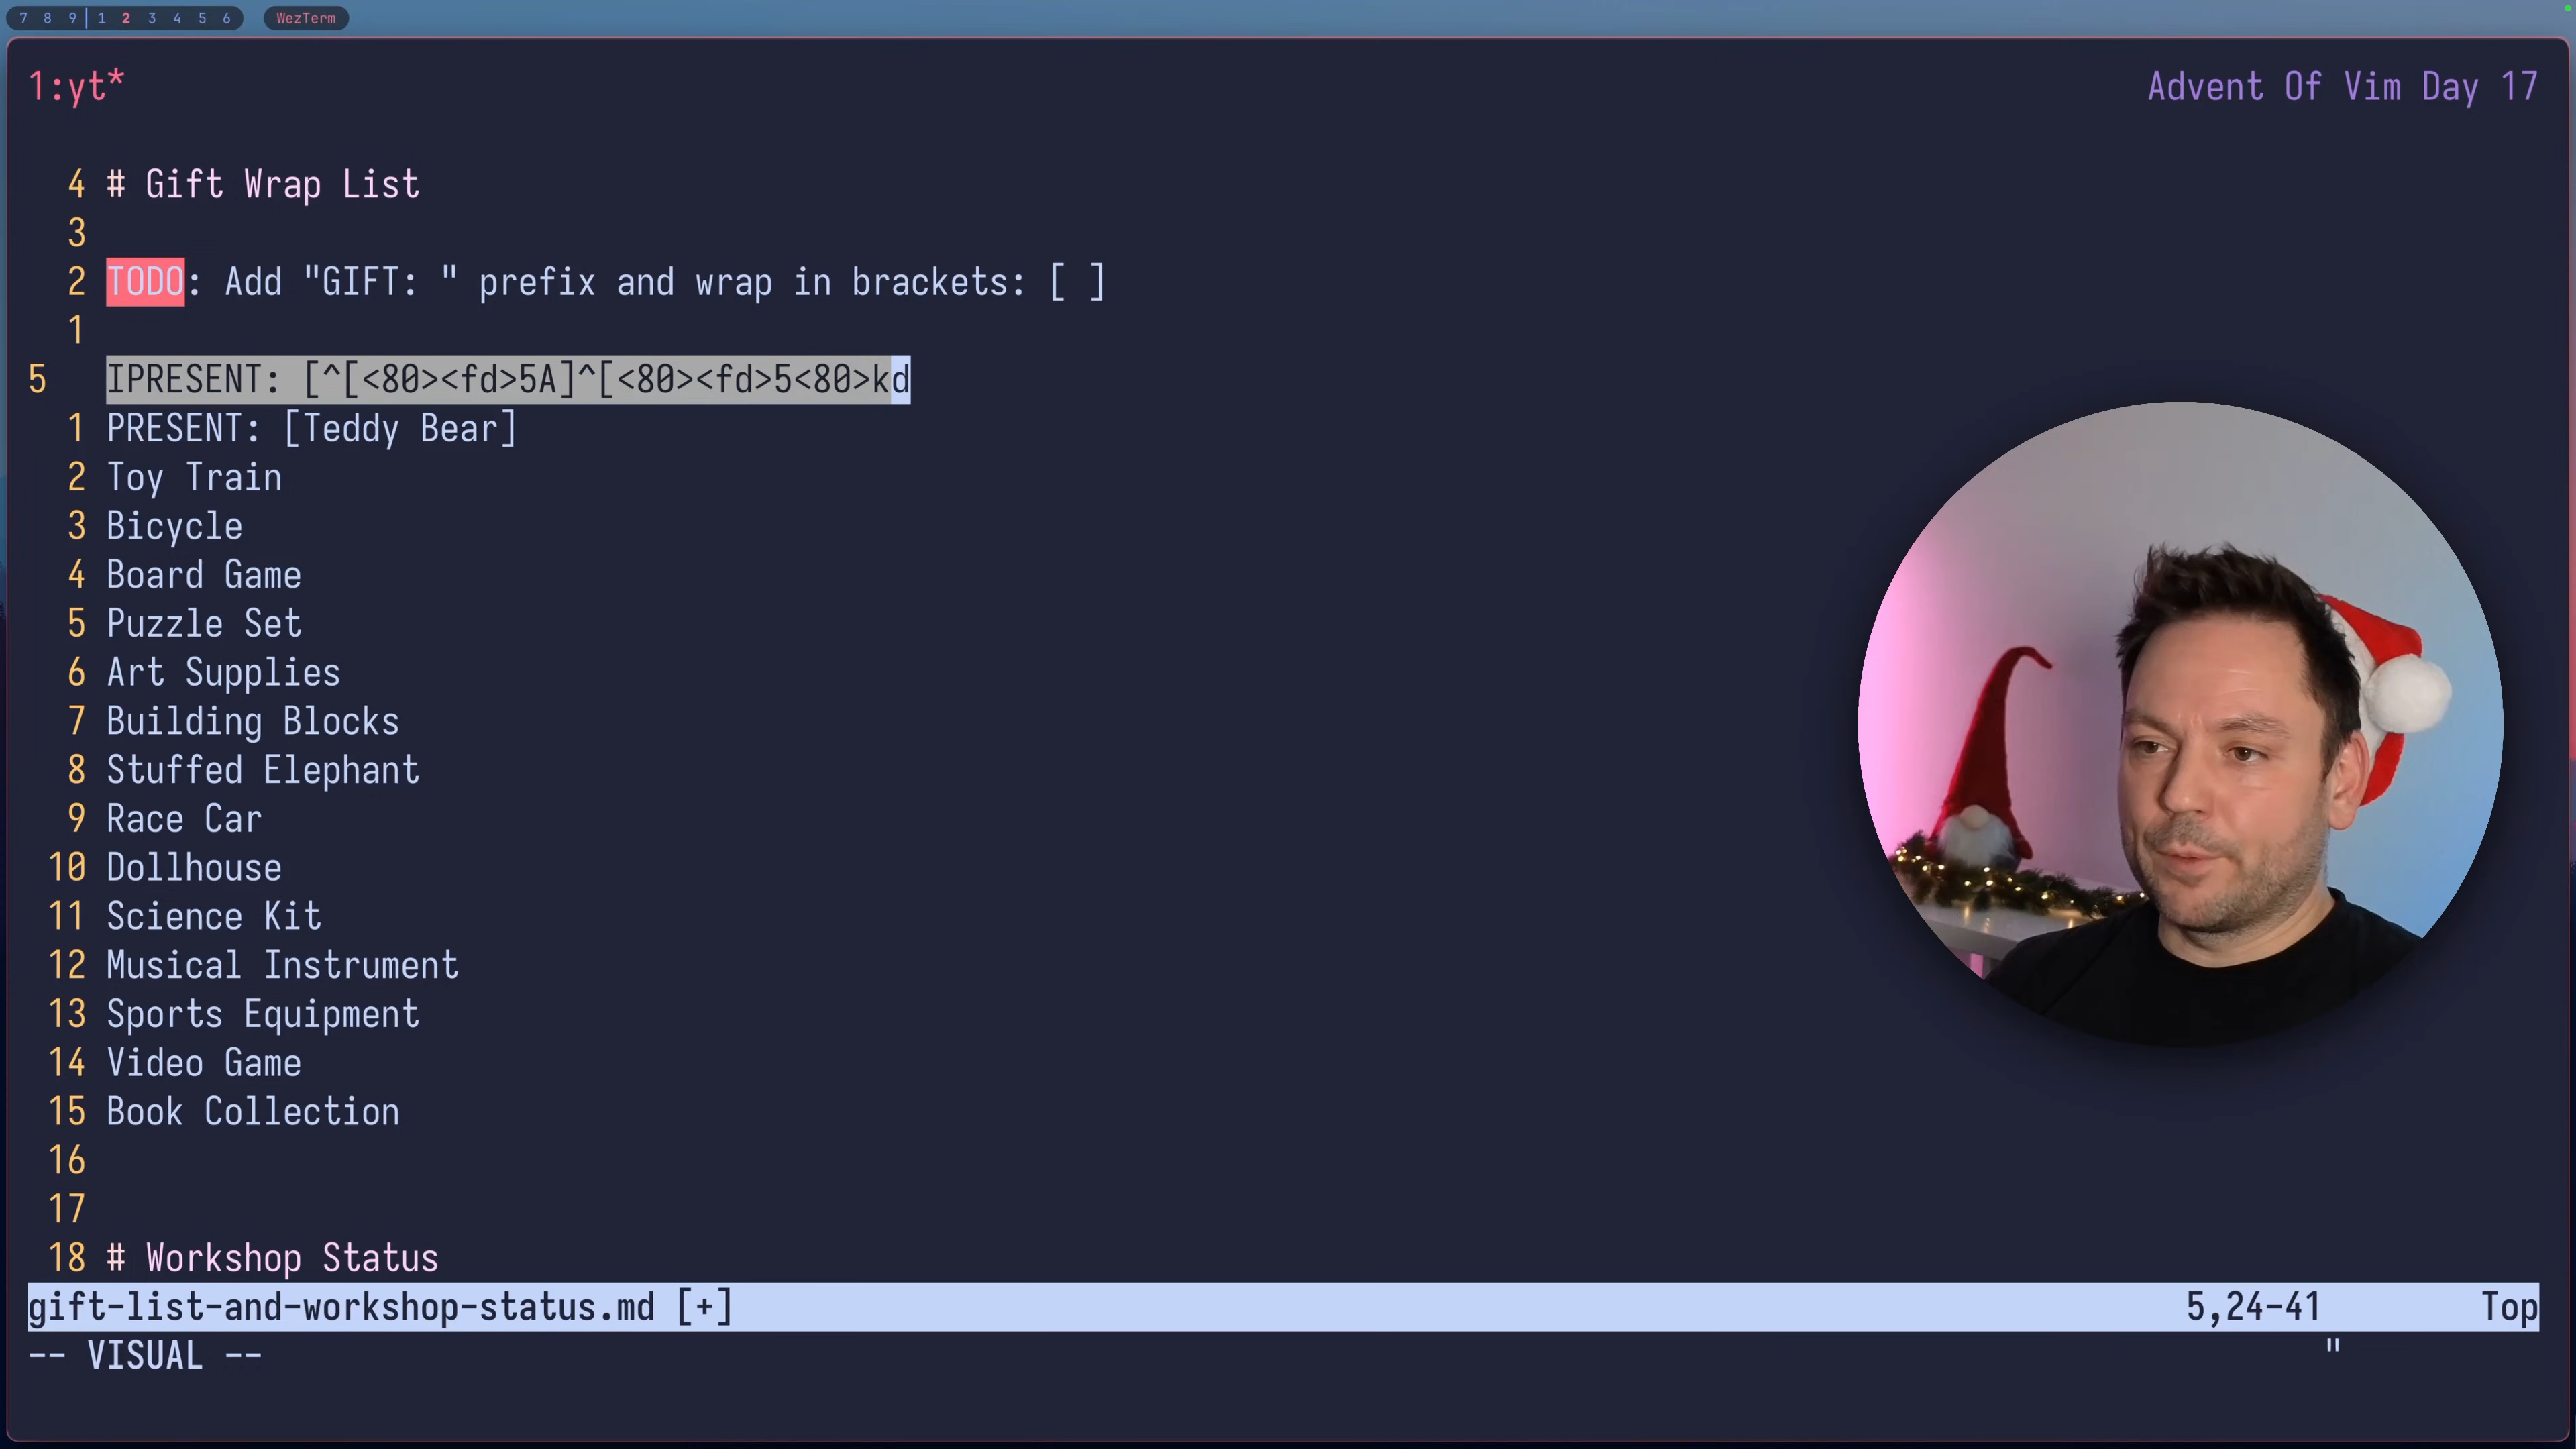 7 8 9 | 1 2 3 4 5 6 WezTerm
1:yt* Advent Of Vim Day 17
4 # Gift Wrap List
3
2 TODO: Add "GIFT: " prefix and wrap in brackets: [ ]
1
5 IPRESENT: [^[<80><fd>5A]^[<80><fd>5<80>kd
1 PRESENT: [Teddy Bear]
2 Toy Train
3 Bicycle
4 Board Game
5 Puzzle Set
6 Art Supplies
7 Building Blocks
8 Stuffed Elephant
9 Race Car
10 Dollhouse
11 Science Kit
12 Musical Instrument
13 Sports Equipment
14 Video Game
15 Book Collection
16
17
18 # Workshop Status
gift-list-and-workshop-status.md [+] 5,24-41 Top
-- VISUAL -- "